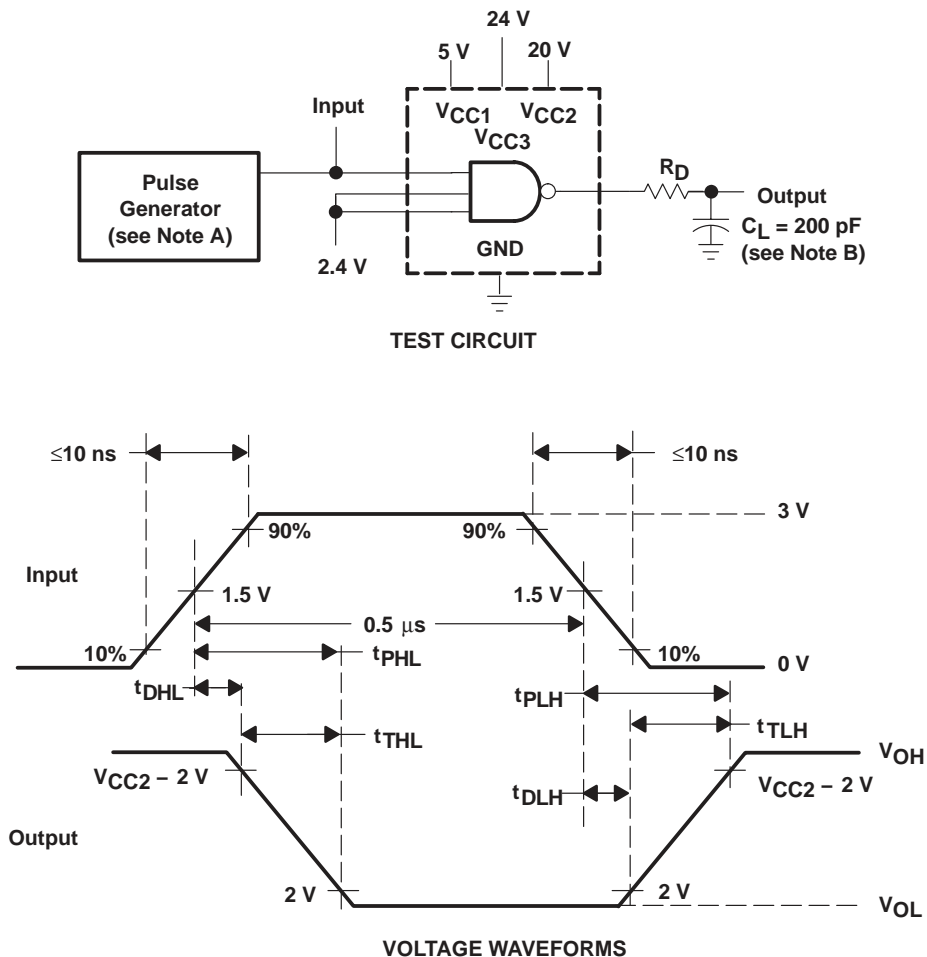 24 V
5 V
20 V
Input
VCC1
VCC2
VCC3
Pulse
Generator
(see Note A)
RD
Output
CL = 200 pF
(see Note B)
GND
2.4 V
TEST CIRCUIT
≤10 ns
≤10 ns
3 V
90%
90%
Input
1.5 V
1.5 V
0.5 μs
10%
tPHL
10%
0 V
tDHL
tPLH
tTHL
tTLH
VOH
VCC2 – 2 V
tDLH
VCC2 – 2 V
Output
2 V
2 V
VOL
VOLTAGE WAVEFORMS